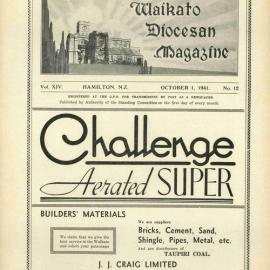 Waikato
Diocesan
Magazine
Vol. XIV.
HAMILTON, N.Z.
OCTOBER 1, 1941.
No. 12
REGISTERED AT THE G.P.O. FOR TRANSMISSION BY POST AS A NEWSPAPER.
Published by Authority of the Standing Committee on the first day of every month.
Challenge
Aerated SUPER
BUILDERS' MATERIALS
We claim that we give the
best service in the Waikato
and solicit your patronage
We are suppliers
Bricks, Cement, Sand,
Shingle, Pipes, Metal, etc.
And are distributors of
TAUPIRI COAL.
J. J. CRAIG LIMITED